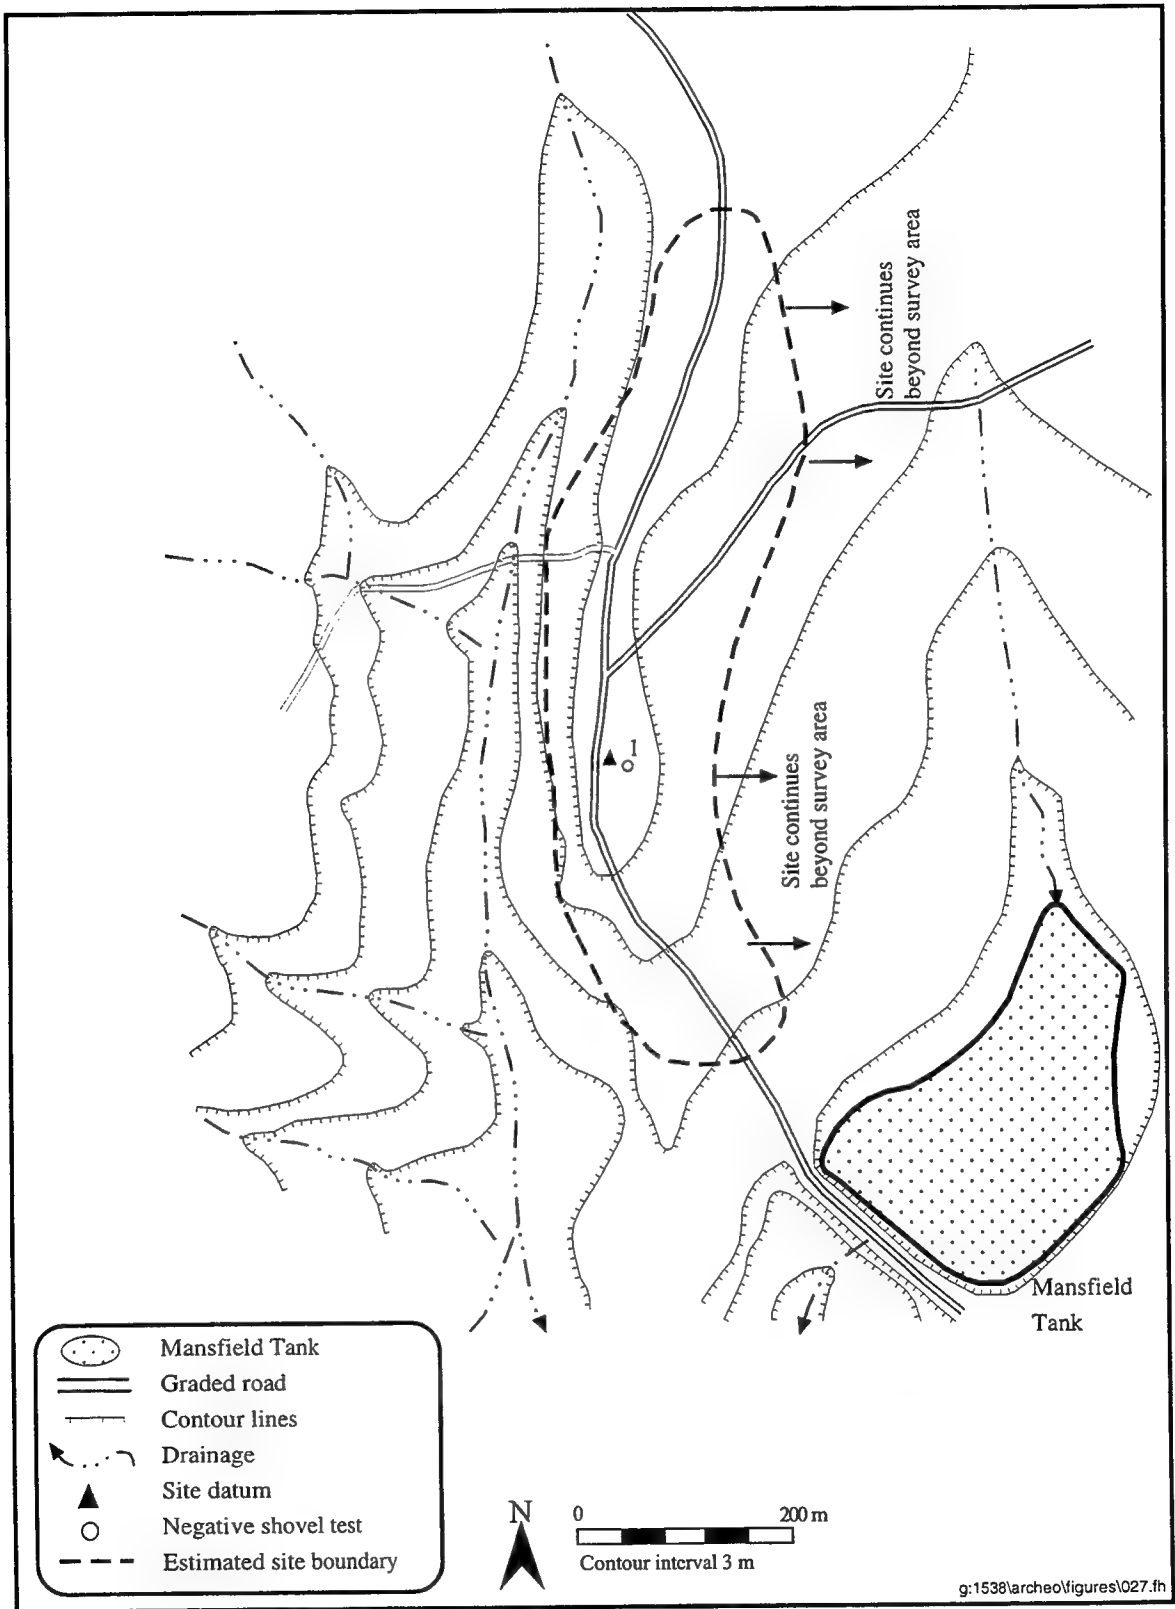 Site continues
beyond survey area
1
Site continues
beyond survey area
Mansfield
Tank
Mansfield Tank
Graded road
Contour lines
Drainage
Site datum
Negative shovel test
Estimated site boundary
N
0 200 m
Contour interval 3 m
g:1538\archeo\figures\027.fh